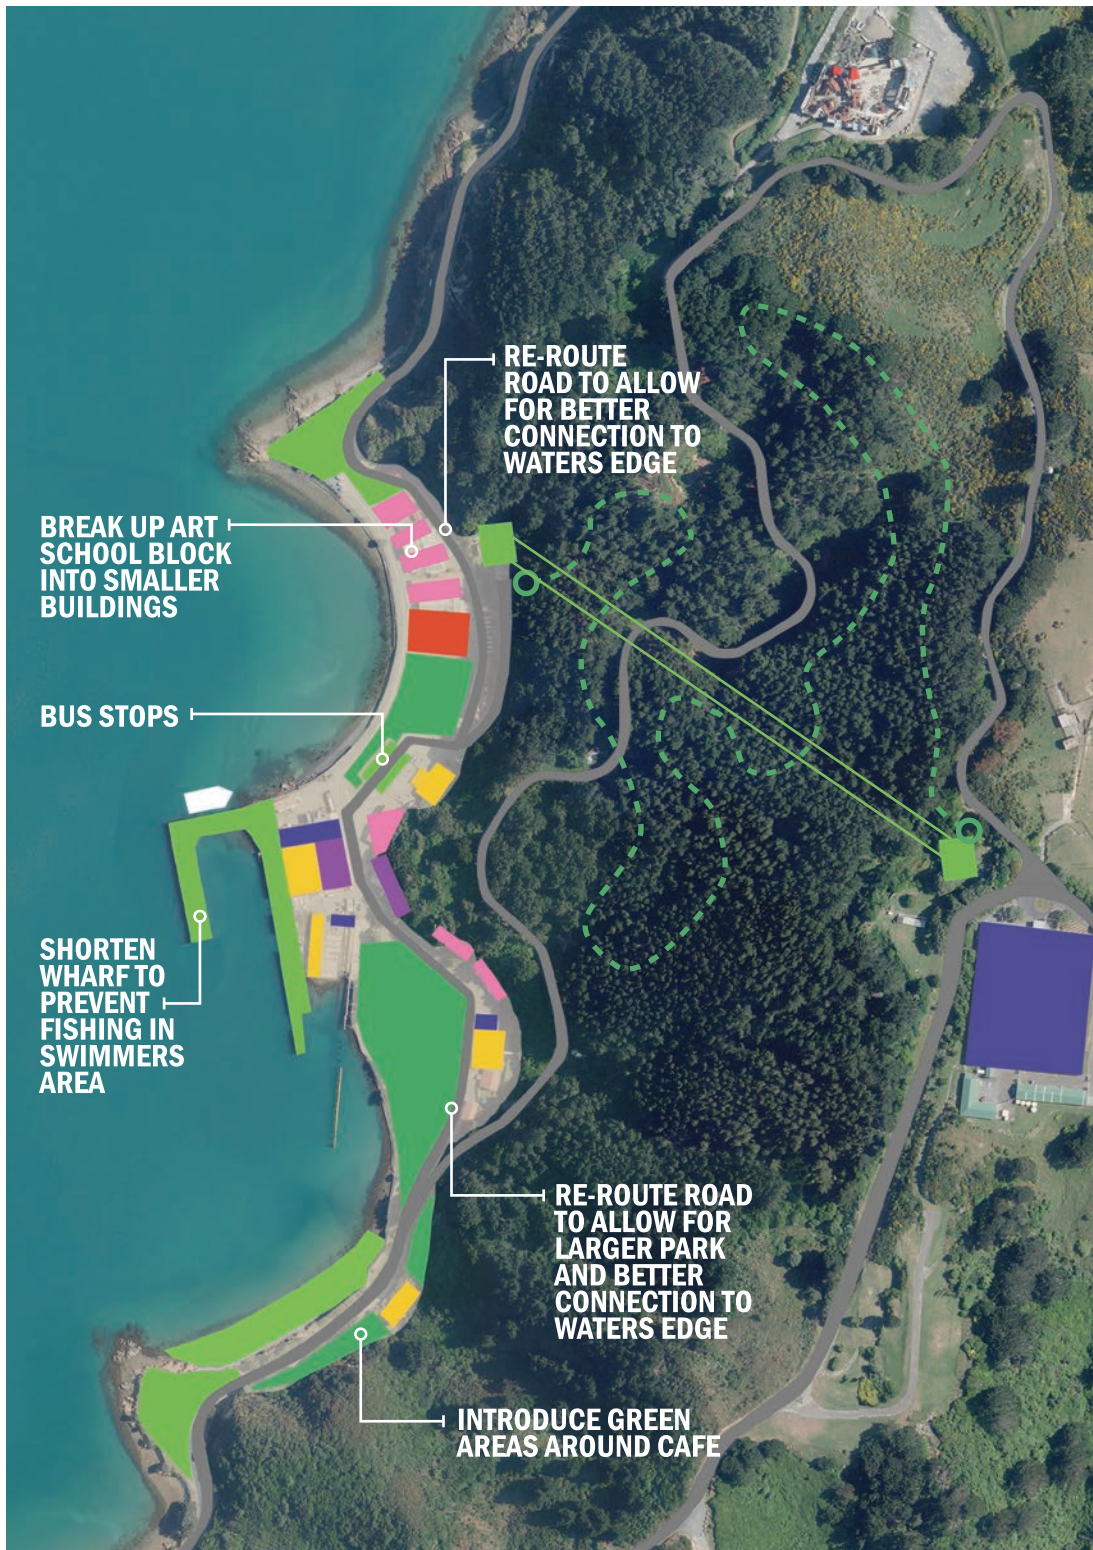 RE-ROUTE
ROAD TO ALLOW
FOR BETTER
CONNECTION TO
WATERS EDGE
BREAK UP ART
SCHOOL BLOCK
INTO SMALLER
BUILDINGS
BUS STOPS
SHORTEN
WHARF TO
PREVENT
FISHING IN
SWIMMERS
AREA
RE-ROUTE ROAD
TO ALLOW FOR
LARGER PARK
AND BETTER
CONNECTION TO
WATERS EDGE
INTRODUCE GREEN
AREAS AROUND CAFE